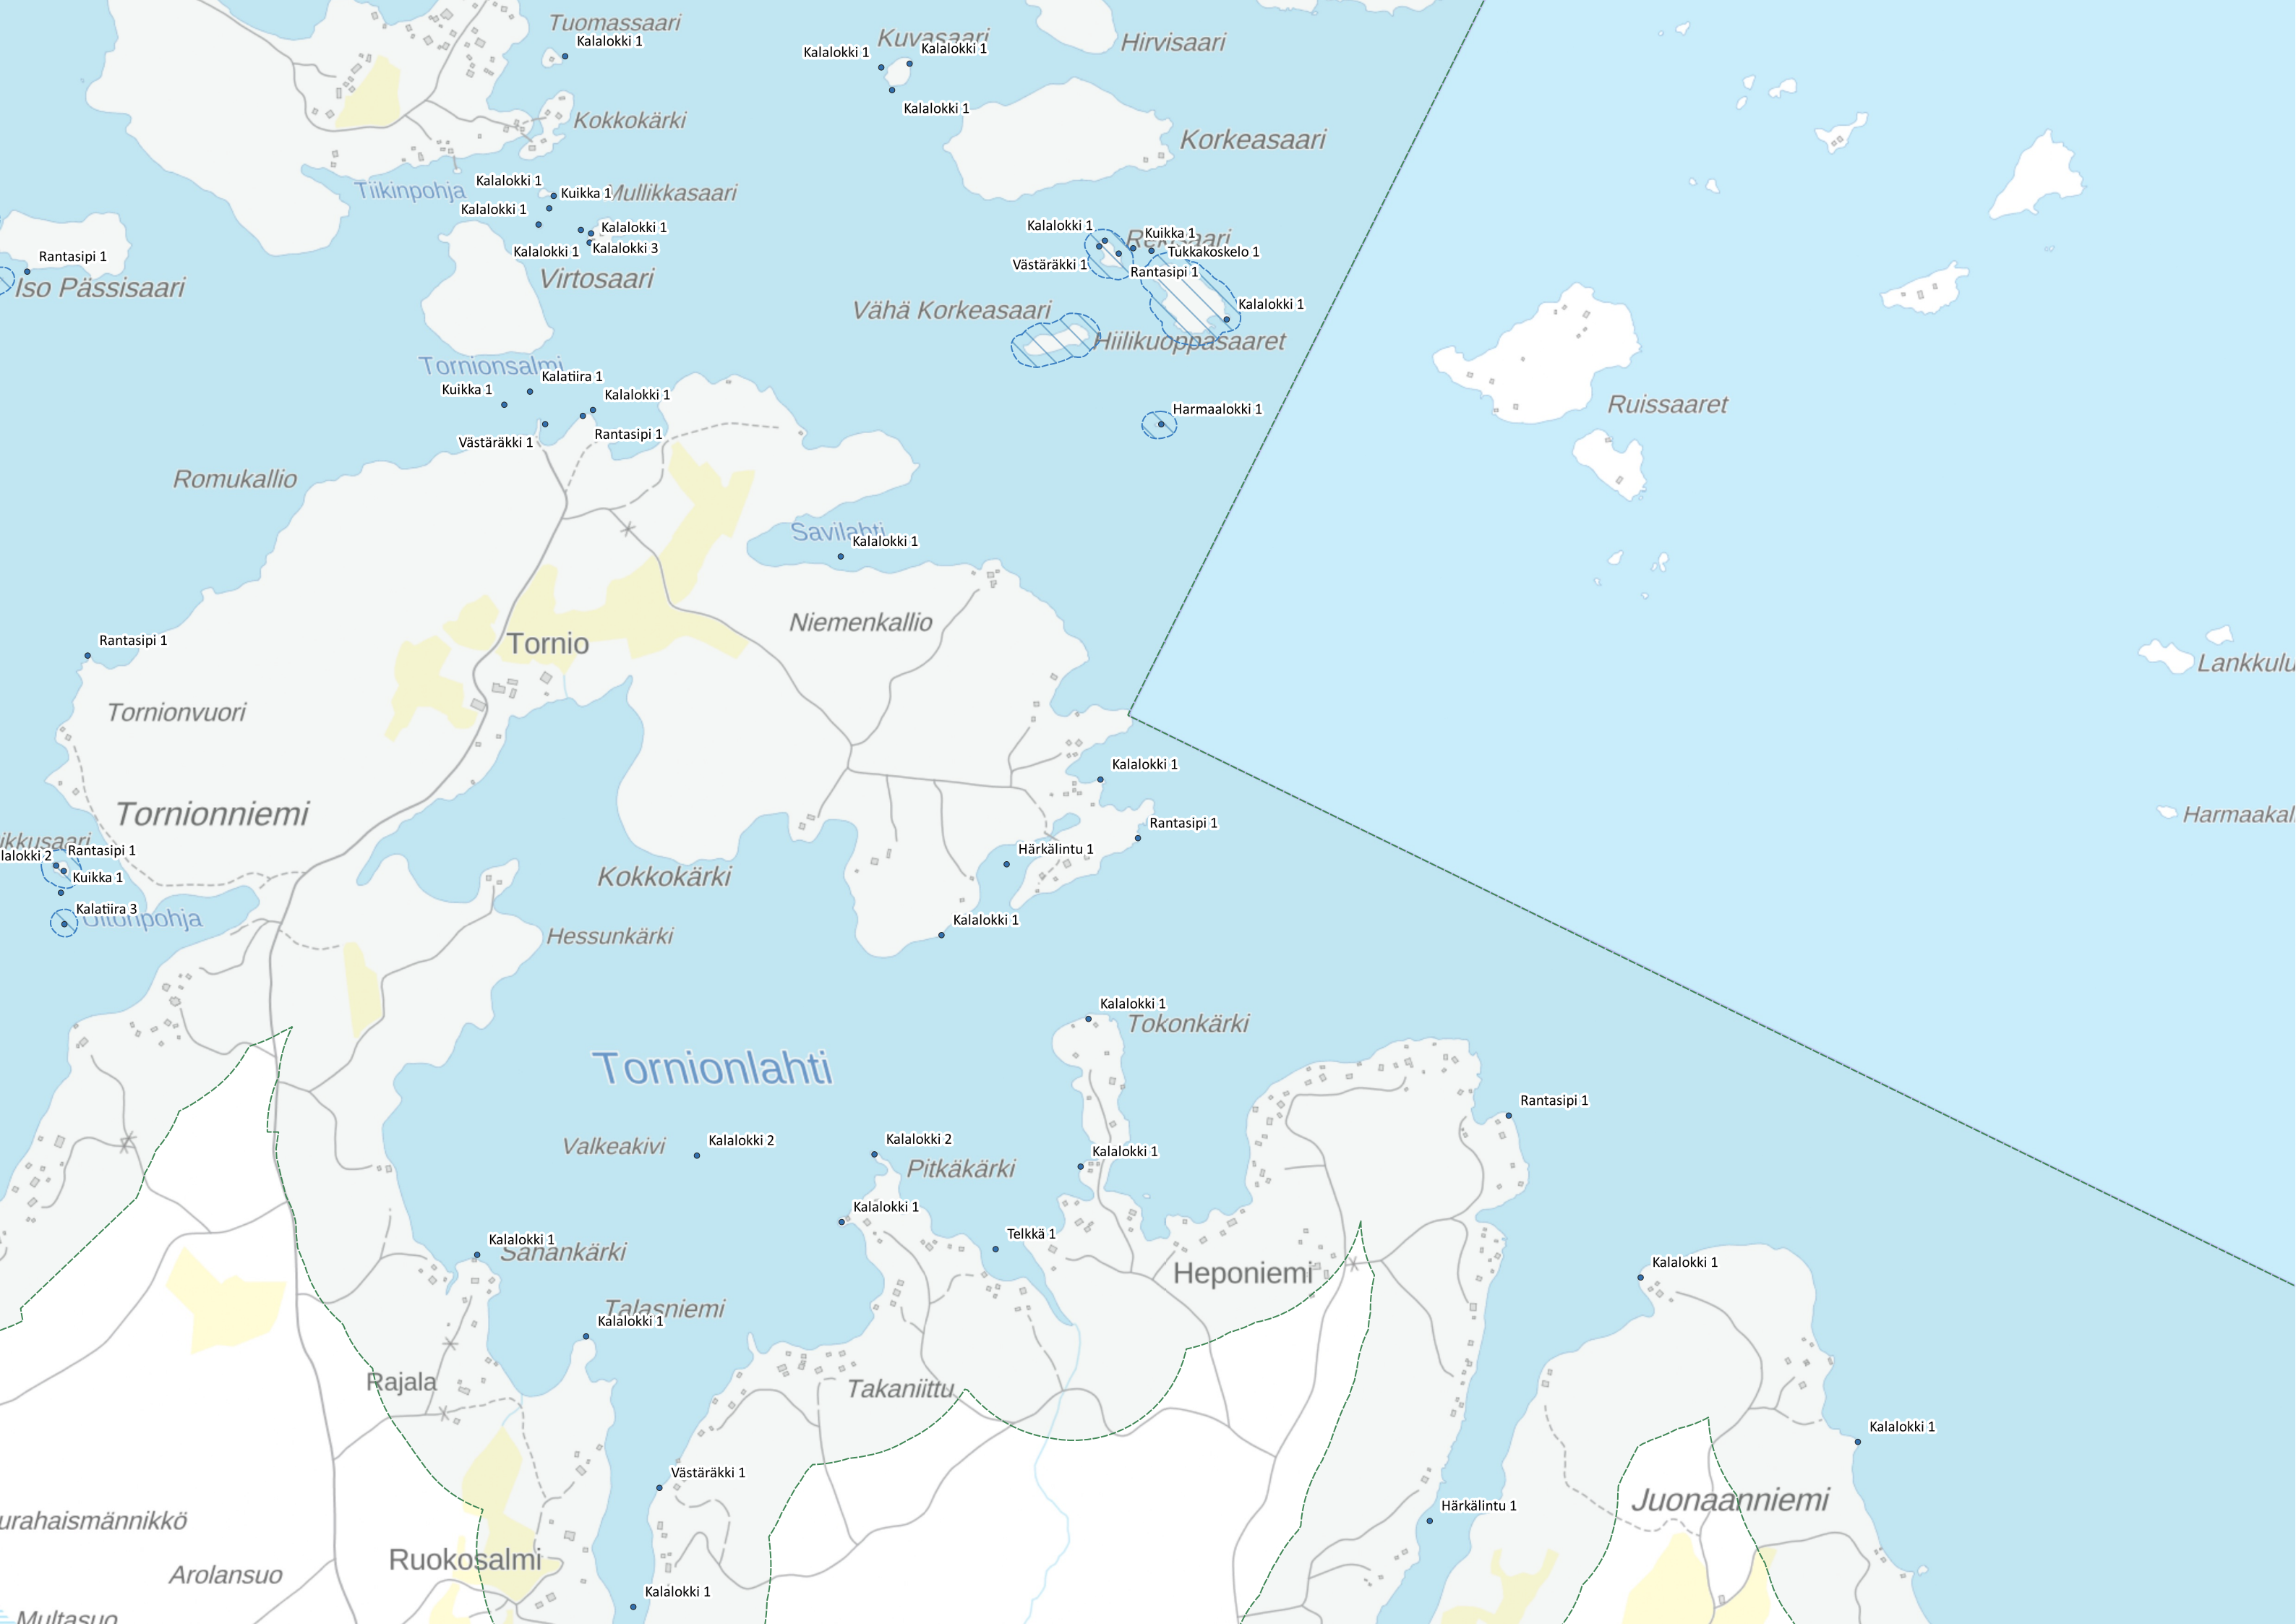 Tuomassaari
Kalalokki 1
Kuvasaari
Kalalokki 1
Kalalokki 1
Hirvisaari
Kalalokki 1
Kokkokärki
Korkeasaari
Tiikinpohja
Kalalokki 1
Kuikka 1
Mullikkasaari
Kalalokki 1
Kalalokki 1
Kalalokki 1
Kalalokki 3
Virtosaari
Rantasipi 1
Iso Pässisaari
Kalalokki 1
Kuikka 1
Tukkakoskelo 1
Västäräkki 1
Rantasipi 1
Kalalokki 1
Vähä Korkeasaari
Hiilikuoppasaaret
Tornionsalmi
Kalatiira 1
Kuikka 1
Kalalokki 1
Västäräkki 1
Rantasipi 1
Harmaalokki 1
Ruissaaret
Romukallio
Savilahti
Kalalokki 1
Niemenkallio
Tornio
Rantasipi 1
Tornionvuori
Lankkulu
Kalalokki 1
Tornionniemi
Harmaakal
Rantasipi 1
ikkusaari
lalokki 2
Rantasipi 1
Härkälintu 1
Kuikka 1
Kokkokärki
Kalatiira 3
Kalalokki 1
Hessunkärki
Kalalokki 1
Tokonkärki
Tornionlahti
Rantasipi 1
Valkeakivi
Kalalokki 2
Kalalokki 2
Pitkäkärki
Kalalokki 1
Kalalokki 1
Telkkä 1
Kalalokki 1
Sanankärki
Heponiemi
Kalalokki 1
Talasniemi
Kalalokki 1
Rajala
Takaniittu
Kalalokki 1
Västäräkki 1
Juonaanniemi
Härkälintu 1
urahaismännikkö
Ruokosalmi
Arolansuo
Kalalokki 1
Multasuo